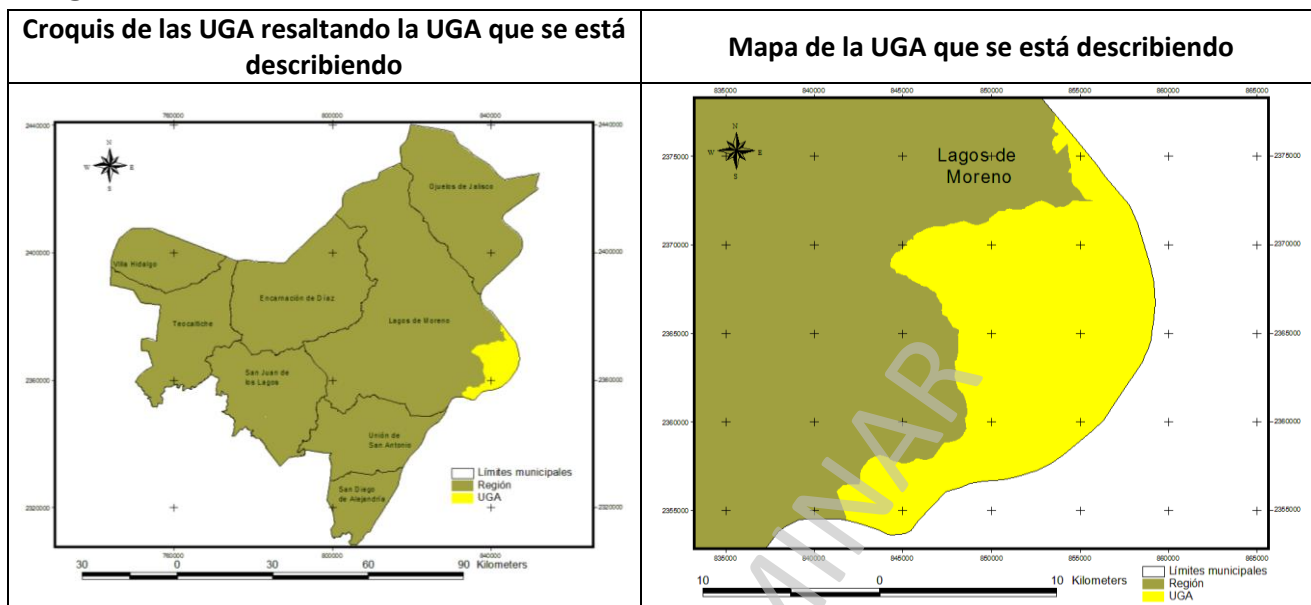 Croquis de las UGA resaltando la UGA que se está
describiendo
Mapa de la UGA que se está describiendo
760000 800000 840000
2440000 2440000
N
W E
S
Ojuelos de Jalisco
2400000 2400000
Villa Hidalgo
Encarnación de Díaz
Teocaltiche
Lagos de Moreno
San Juan de
los Lagos
2360000 2360000
Unión de
San Antonio
San Diego
de Alejandría
Límites municipales
Región
UGA
2320000 2320000
760000 800000 840000
30 0 30 60 90 Kilometers
835000 840000 845000 850000 855000 860000 865000
N
W E
S
Lagos de
Moreno
2375000 2375000
2370000 2370000
2365000 2365000
2360000 2360000
2355000 2355000
835000 840000 845000 850000 855000 860000 865000
10 0 10 Kilometers
Límites municipales
Región
UGA
MINAR